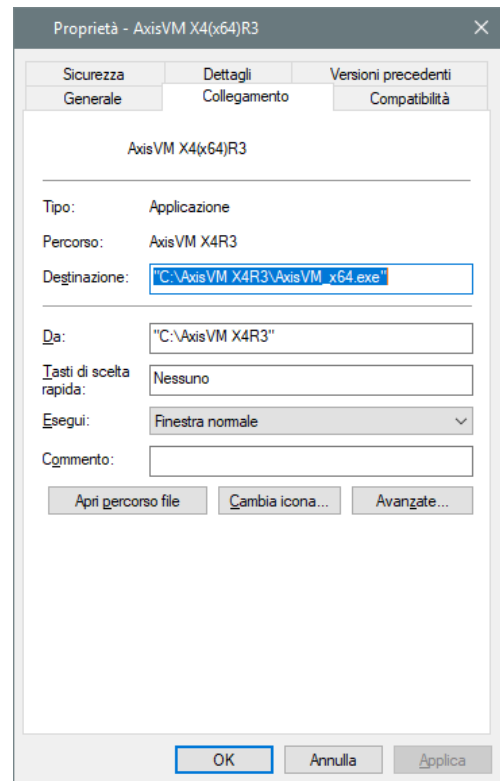 Proprietà - AxisVM X4(x64)R3
Sicurezza Dettagli Versioni precedenti
Generale Collegamento Compatibilità
AxisVM X4(x64)R3
Tipo: Applicazione
Percorso: AxisVM X4R3
Destinazione: "C:\AxisVM X4R3\AxisVM_x64.exe"
Da: "C:\AxisVM X4R3"
Tasti di scelta
rapida: Nessuno
Esegui: Finestra normale
Commento:
Apri percorso file Cambia icona... Avanzate...
OK Annulla Applica